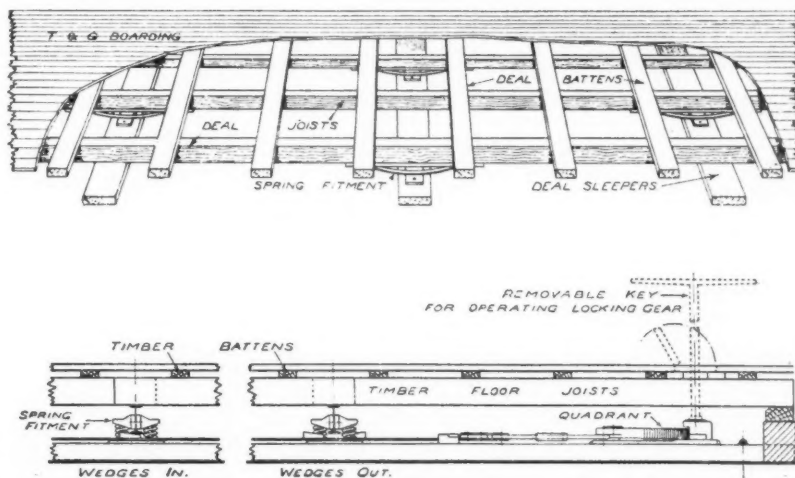 T & G BOARDING
DEAL BATTENS
DEAL
JOISTS
SPRING FITMENT
DEAL SLEEPERS
REMOVABLE KEY
FOR OPERATING LOCKING GEAR
TIMBER
BATTENS
TIMBER FLOOR JOISTS
SPRING
FITMENT
QUADRANT
WEDGES IN.
WEDGES OUT.